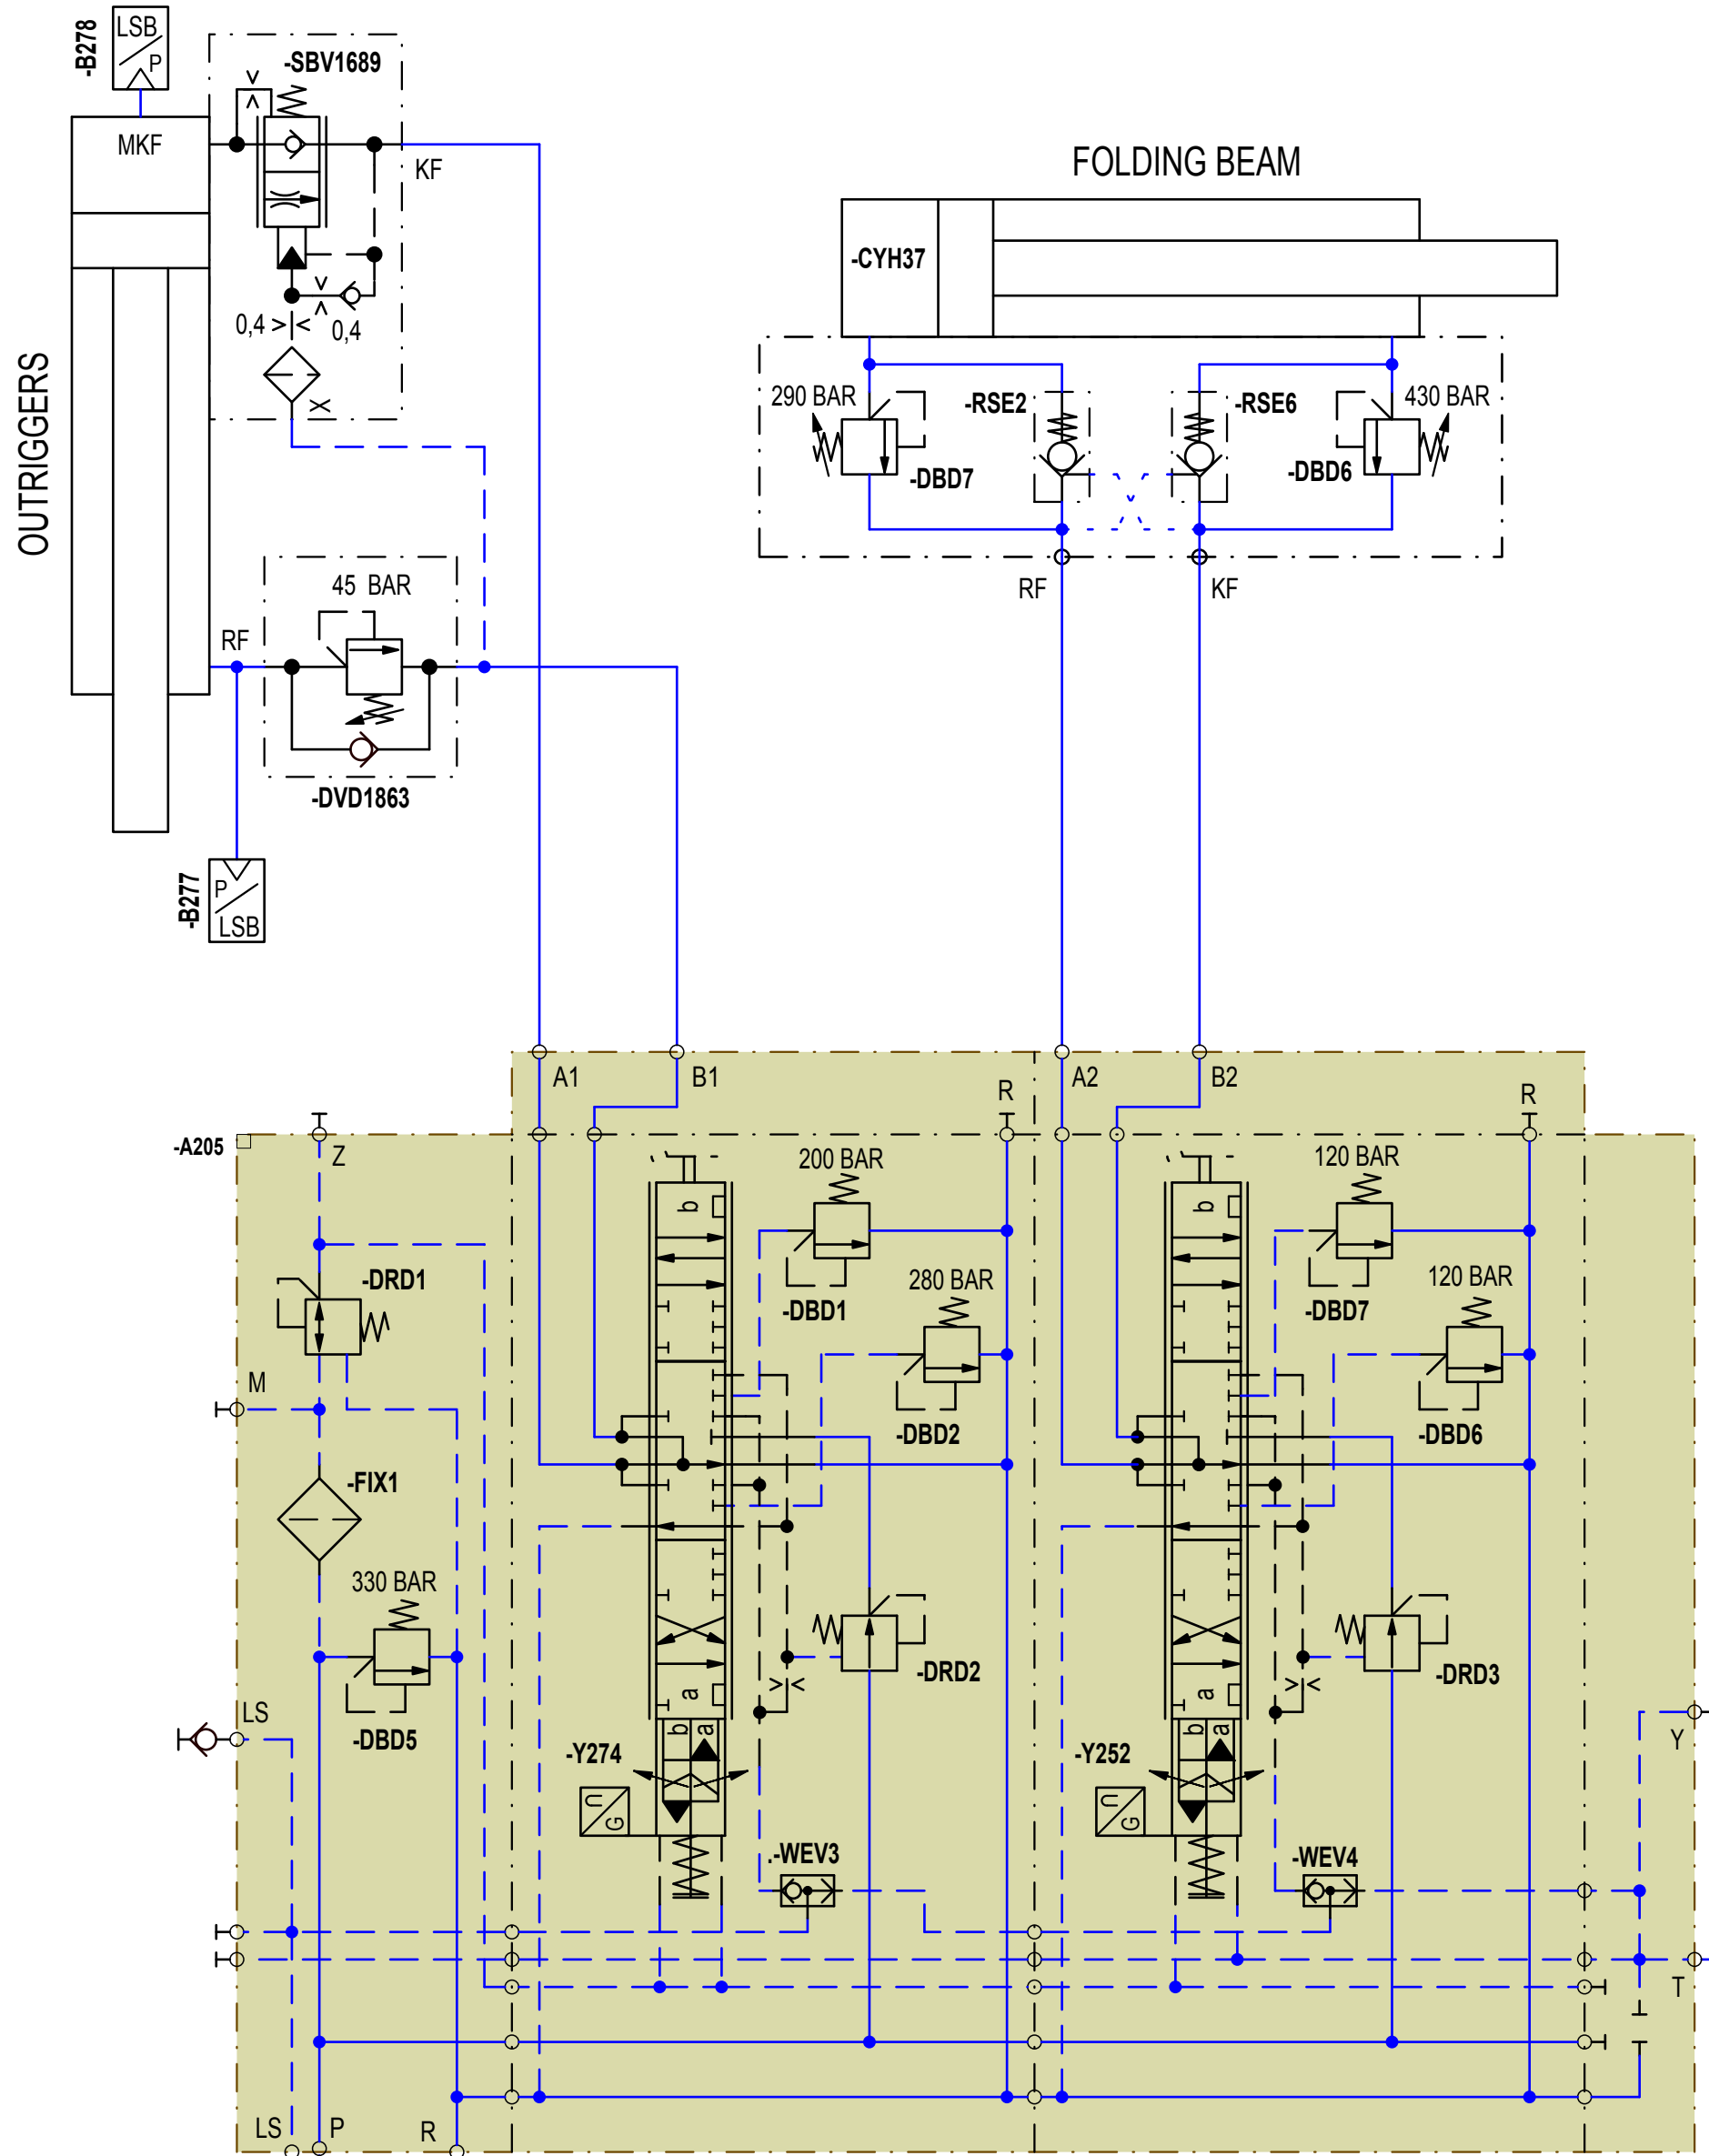 -B278
LSB
P
-SBV1689
MKF
KF
FOLDING BEAM
-CYH37
0,4
0,4
X
OUTRIGGERS
290 BAR
-RSE2
-RSE6
430 BAR
-DBD7
-DBD6
45 BAR
RF
KF
RF
-DVD1863
-B277
P
LSB
A1
B1
R
A2
B2
R
-A205
Z
200 BAR
120 BAR
b
b
-DRD1
280 BAR
120 BAR
-DBD1
-DBD7
M
-DBD2
-DBD6
-FIX1
330 BAR
-DRD2
-DRD3
a
a
LS
-DBD5
b
a
b
a
Y
-Y274
-Y252
U
G
U
G
.-WEV3
-WEV4
T
LS
P
R